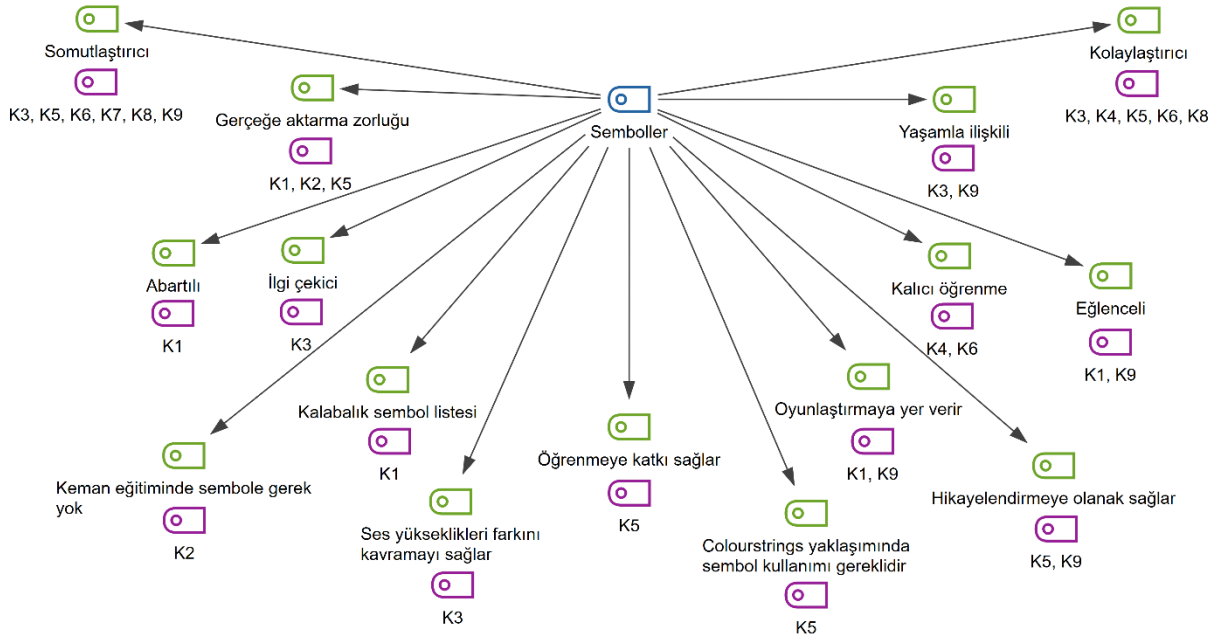 Somutlaştırıcı
K3, K5, K6, K7, K8, K9
Gerçeğe aktarma zorluğu
K1, K2, K5
Semboller
Yaşamla ilişkili
K3, K9
Kolaylaştırıcı
K3, K4, K5, K6, K8
Abartılı
K1
İlgi çekici
K3
Kalıcı öğrenme
K4, K6
Eğlenceli
K1, K9
Kalabalık sembol listesi
K1
Oyunlaştırmaya yer verir
K1, K9
Keman eğitiminde sembole gerek
yok
K2
Ses yükseklikleri farkını
kavramayı sağlar
K3
Öğrenmeye katkı sağlar
K5
Colourstrings yaklaşımında
sembol kullanımı gereklidir
K5
Hikayelendirmeye olanak sağlar
K5, K9